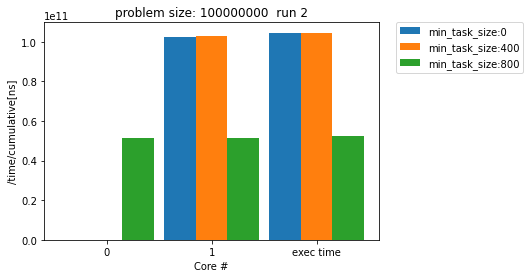 problem size: 100000000  run 2
1e11
1.0
0.8
0.6
0.4
0.2
0.0
/time/cumulative[ns]
0
1
exec time
Core #
min_task_size:0
min_task_size:400
min_task_size:800